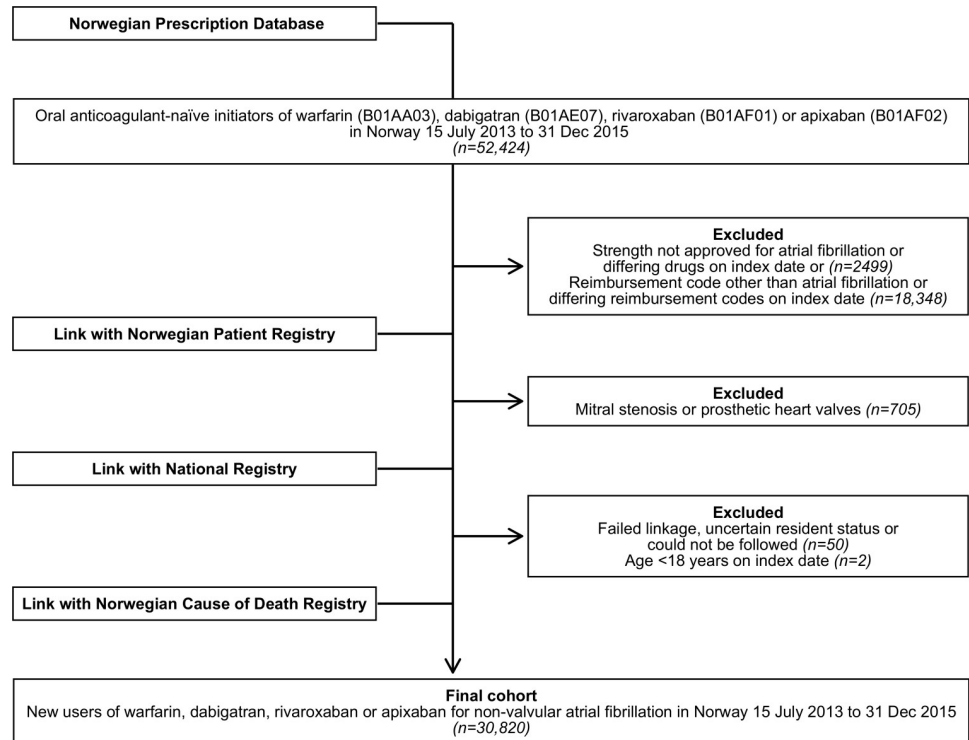 Norwegian Prescription Database
Oral anticoagulant-naïve initiators of warfarin (B01AA03), dabigatran (B01AE07), rivaroxaban (B01AF01) or apixaban (B01AF02)
in Norway 15 July 2013 to 31 Dec 2015
(n=52,424)
Excluded
Strength not approved for atrial fibrillation or
differing drugs on index date or (n=2499)
Reimbursement code other than atrial fibrillation or
differing reimbursement codes on index date (n=18,348)
Link with Norwegian Patient Registry
Excluded
Mitral stenosis or prosthetic heart valves (n=705)
Link with National Registry
Excluded
Failed linkage, uncertain resident status or
could not be followed (n=50)
Age <18 years on index date (n=2)
Link with Norwegian Cause of Death Registry
Final cohort
New users of warfarin, dabigatran, rivaroxaban or apixaban for non-valvular atrial fibrillation in Norway 15 July 2013 to 31 Dec 2015
(n=30,820)